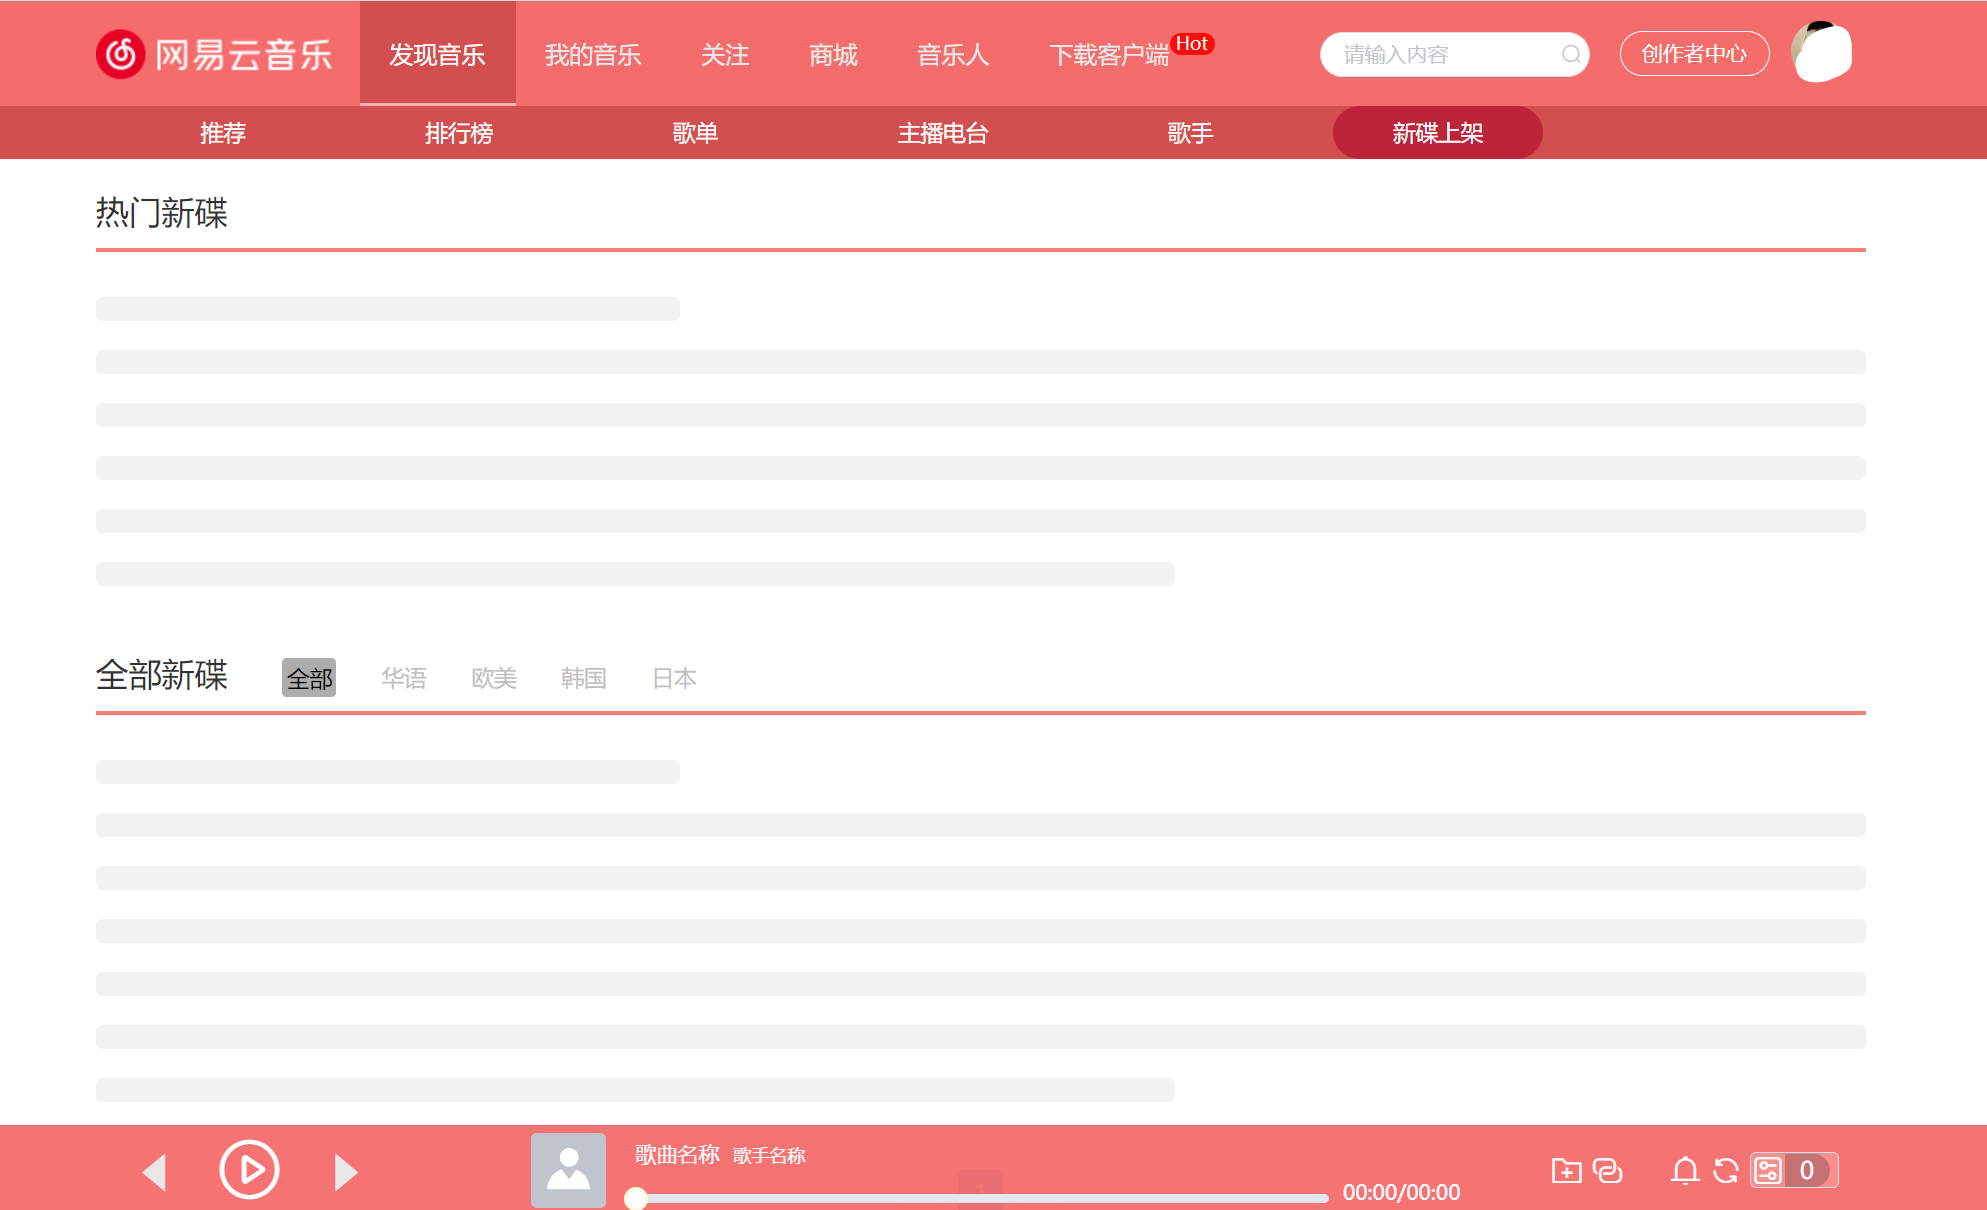 网易云音乐 发现音乐 我的音乐 关注 商城 音乐人 下载客户端 Hot 请输入内容 创作者中心
推荐 排行榜 歌单 主播电台 歌手 新碟上架
热门新碟
全部新碟 全部 华语 欧美 韩国 日本
歌曲名称 歌手名称
00:00/00:00 0